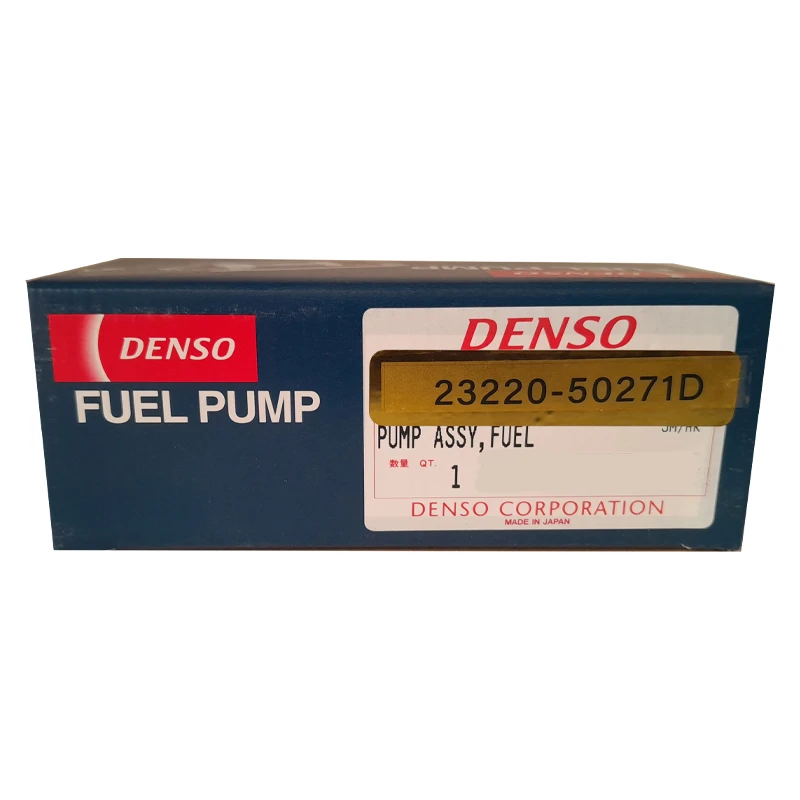 DENSO
FUEL PUMP
DENSO
23220-50271D
PUMP ASSY, FUEL
JM/HK
数量 QT.
1
DENSO CORPORATION
MADE IN JAPAN